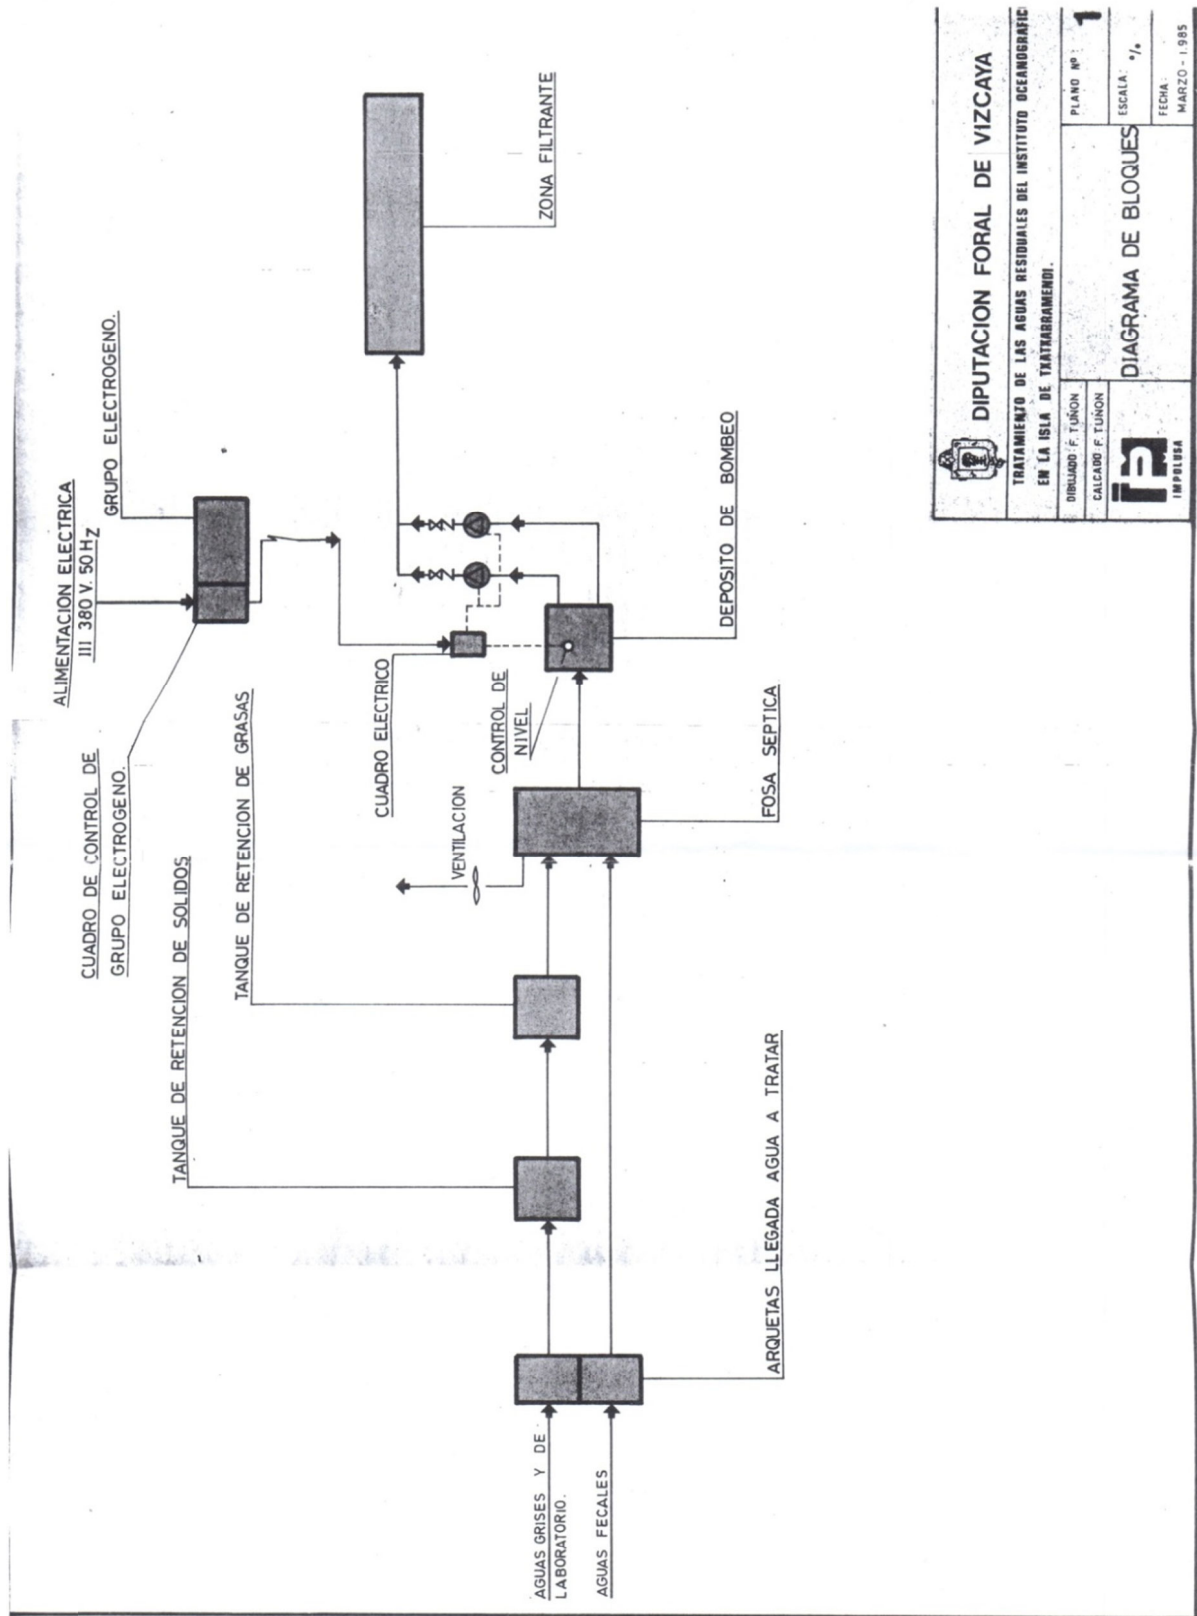 ALIMENTACION ELECTRICA
III 380 V. 50Hz
GRUPO ELECTROGENO.
CUADRO DE CONTROL DE
GRUPO ELECTROGENO.
TANQUE DE RETENCION DE SOLIDOS
TANQUE DE RETENCION DE GRASAS
CUADRO ELECTRICO
ZONA FILTRANTE
VENTILACION
CONTROL DE
NIVEL
AGUAS GRISES Y DE
LABORATORIO.
AGUAS FECALES
ARQUETAS LLEGADA AGUA A TRATAR
FOSA SEPTICA
DEPOSITO DE BOMBEO
DIPUTACION FORAL DE VIZCAYA
TRATAMIENTO DE LAS AGUAS RESIDUALES DEL INSTITUTO OCEANOGRAFIC
EN LA ISLA DE TXATXARRAMENDI.
DIBUJADO: F. TUÑON
CALCADO: F. TUÑON
IMPOLUSA
DIAGRAMA DE BLOQUES
PLANO Nº: 1
ESCALA: %
FECHA:
MARZO - 1.985